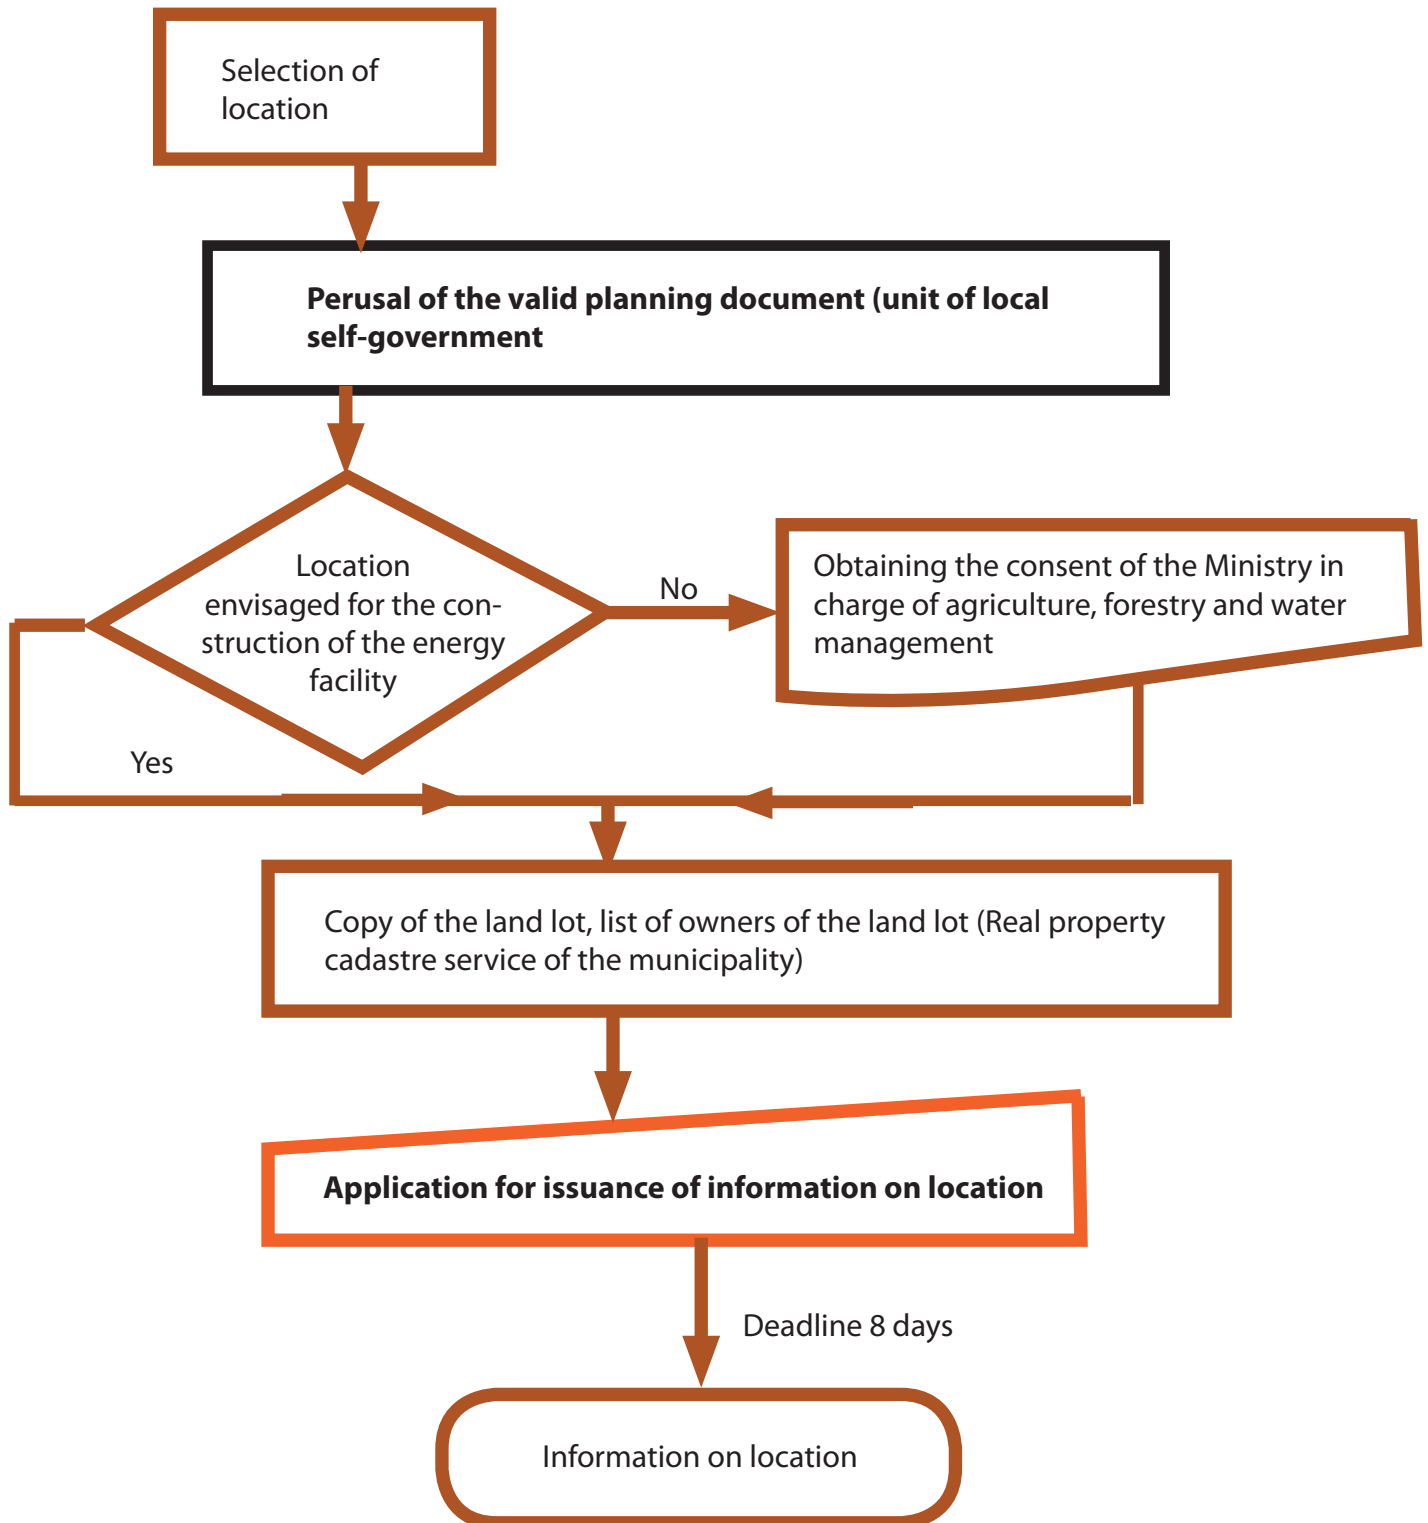 Selection of
location
Perusal of the valid planning document (unit of local
self-government
Location
envisaged for the con-
struction of the energy
facility
No
Obtaining the consent of the Ministry in
charge of agriculture, forestry and water
management
Yes
Copy of the land lot, list of owners of the land lot (Real property
cadastre service of the municipality)
Application for issuance of information on location
Deadline 8 days
Information on location